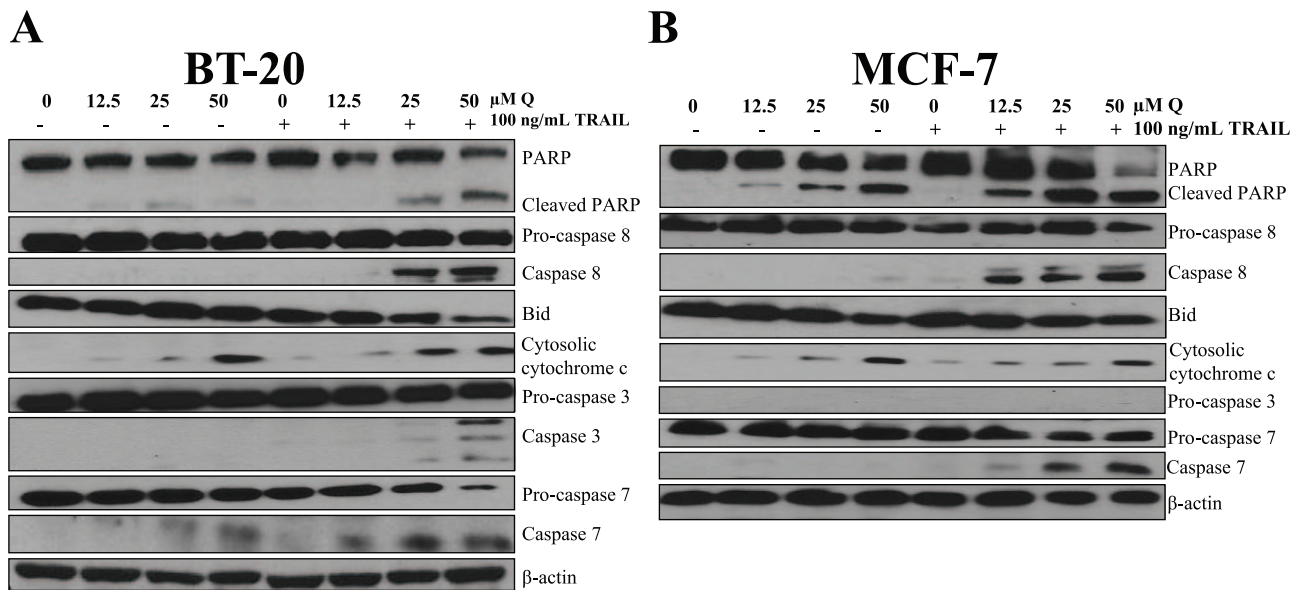 A
BT-20
0 12.5 25 50 0 12.5 25 50 µM Q
- - - - + + + + 100 ng/mL TRAIL
PARP
Cleaved PARP
Pro-caspase 8
Caspase 8
Bid
Cytosolic
cytochrome c
Pro-caspase 3
Caspase 3
Pro-caspase 7
Caspase 7
β-actin
B
MCF-7
0 12.5 25 50 0 12.5 25 50 µM Q
- - - - + + + + 100 ng/mL TRAIL
PARP
Cleaved PARP
Pro-caspase 8
Caspase 8
Bid
Cytosolic
cytochrome c
Pro-caspase 3
Pro-caspase 7
Caspase 7
β-actin